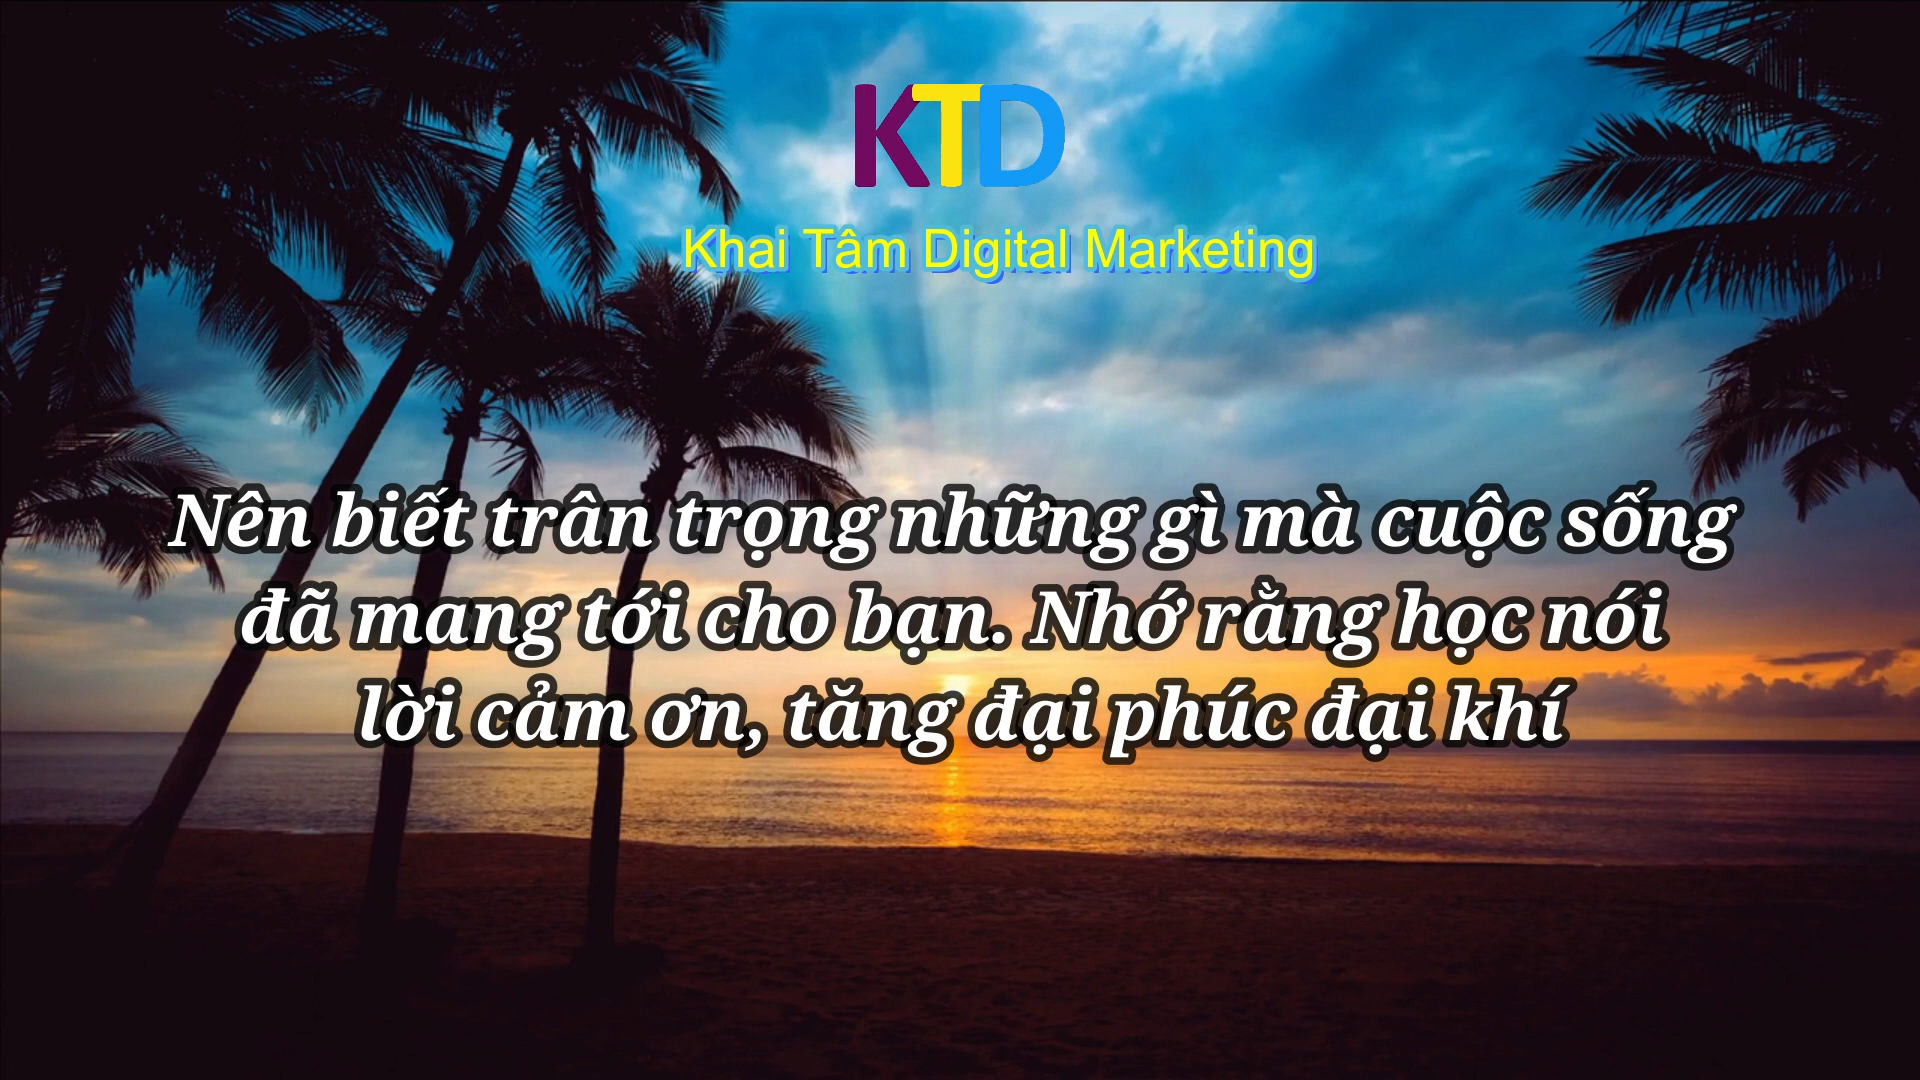 KTD
Khai Tâm Digital Marketing
Nên biết trân trọng những gì mà cuộc sống
đã mang tới cho bạn. Nhớ rằng học nói
lời cảm ơn, tăng đại phúc đại khí